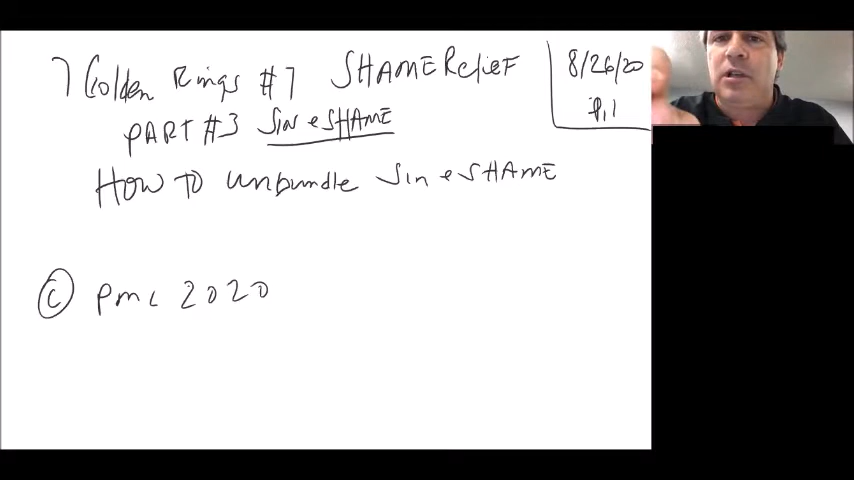 7 Golden Rings #7 SHAME Relief
8/26/20
P.1
PART #3 Sin e SHAME
How To unbundle Sin e SHAME
© PMC 2020